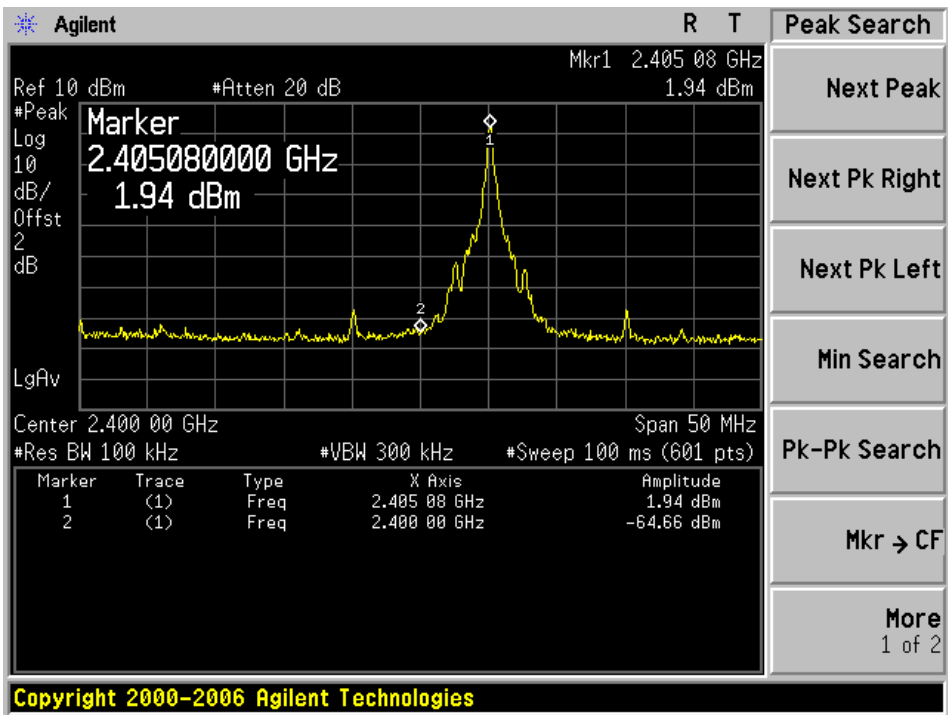 Agilent R T
Peak Search
Mkr1 2.405 08 GHz
Ref 10 dBm #Atten 20 dB 1.94 dBm
#Peak
Log
10
dB/
Offst
2
dB
LgAv
Marker
2.405080000 GHz
1.94 dBm
1
2
Center 2.400 00 GHz Span 50 MHz
#Res BW 100 kHz #VBW 300 kHz #Sweep 100 ms (601 pts)
Marker Trace Type X Axis Amplitude
1 (1) Freq 2.405 08 GHz 1.94 dBm
2 (1) Freq 2.400 00 GHz -64.66 dBm
Next Peak
Next Pk Right
Next Pk Left
Min Search
Pk-Pk Search
Mkr → CF
More
1 of 2
Copyright 2000-2006 Agilent Technologies